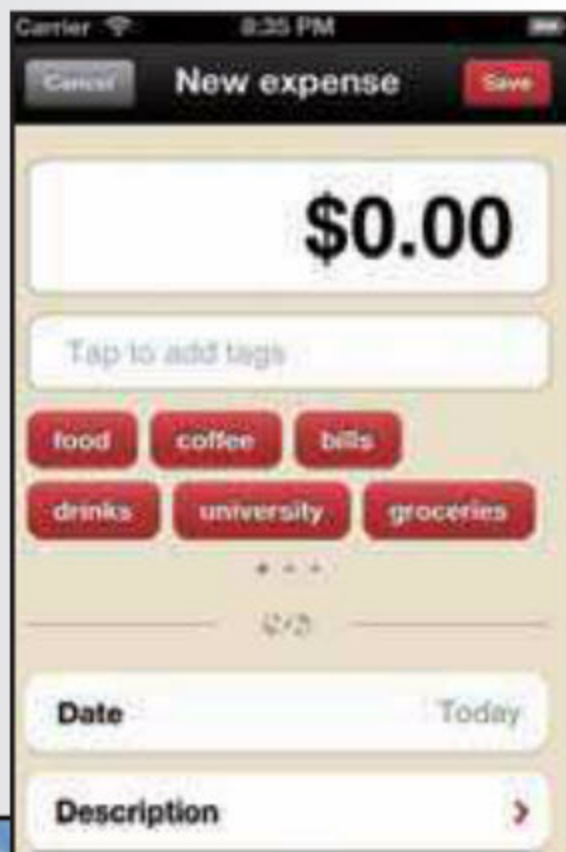 Carrier 8:35 PM
Cancel New expense Save
$0.00
Tap to add tags
food coffee bills
drinks university groceries
Date Today
Description